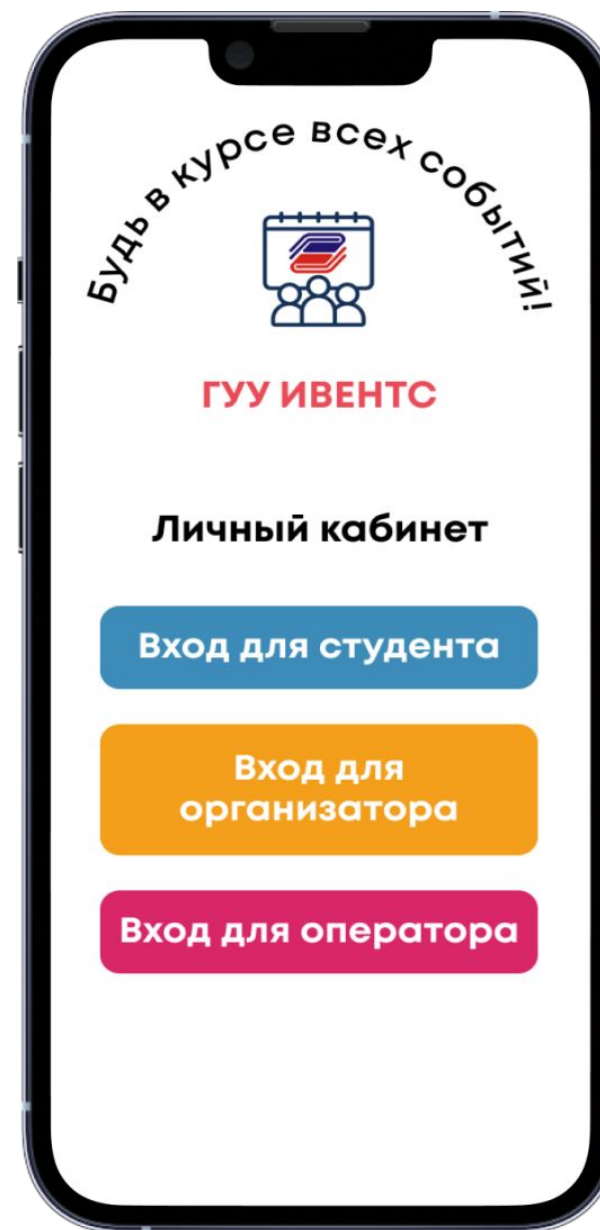 Будь в курсе всех событий!
ГУУ ИВЕНТС
Личный кабинет
Вход для студента
Вход для
организатора
Вход для оператора